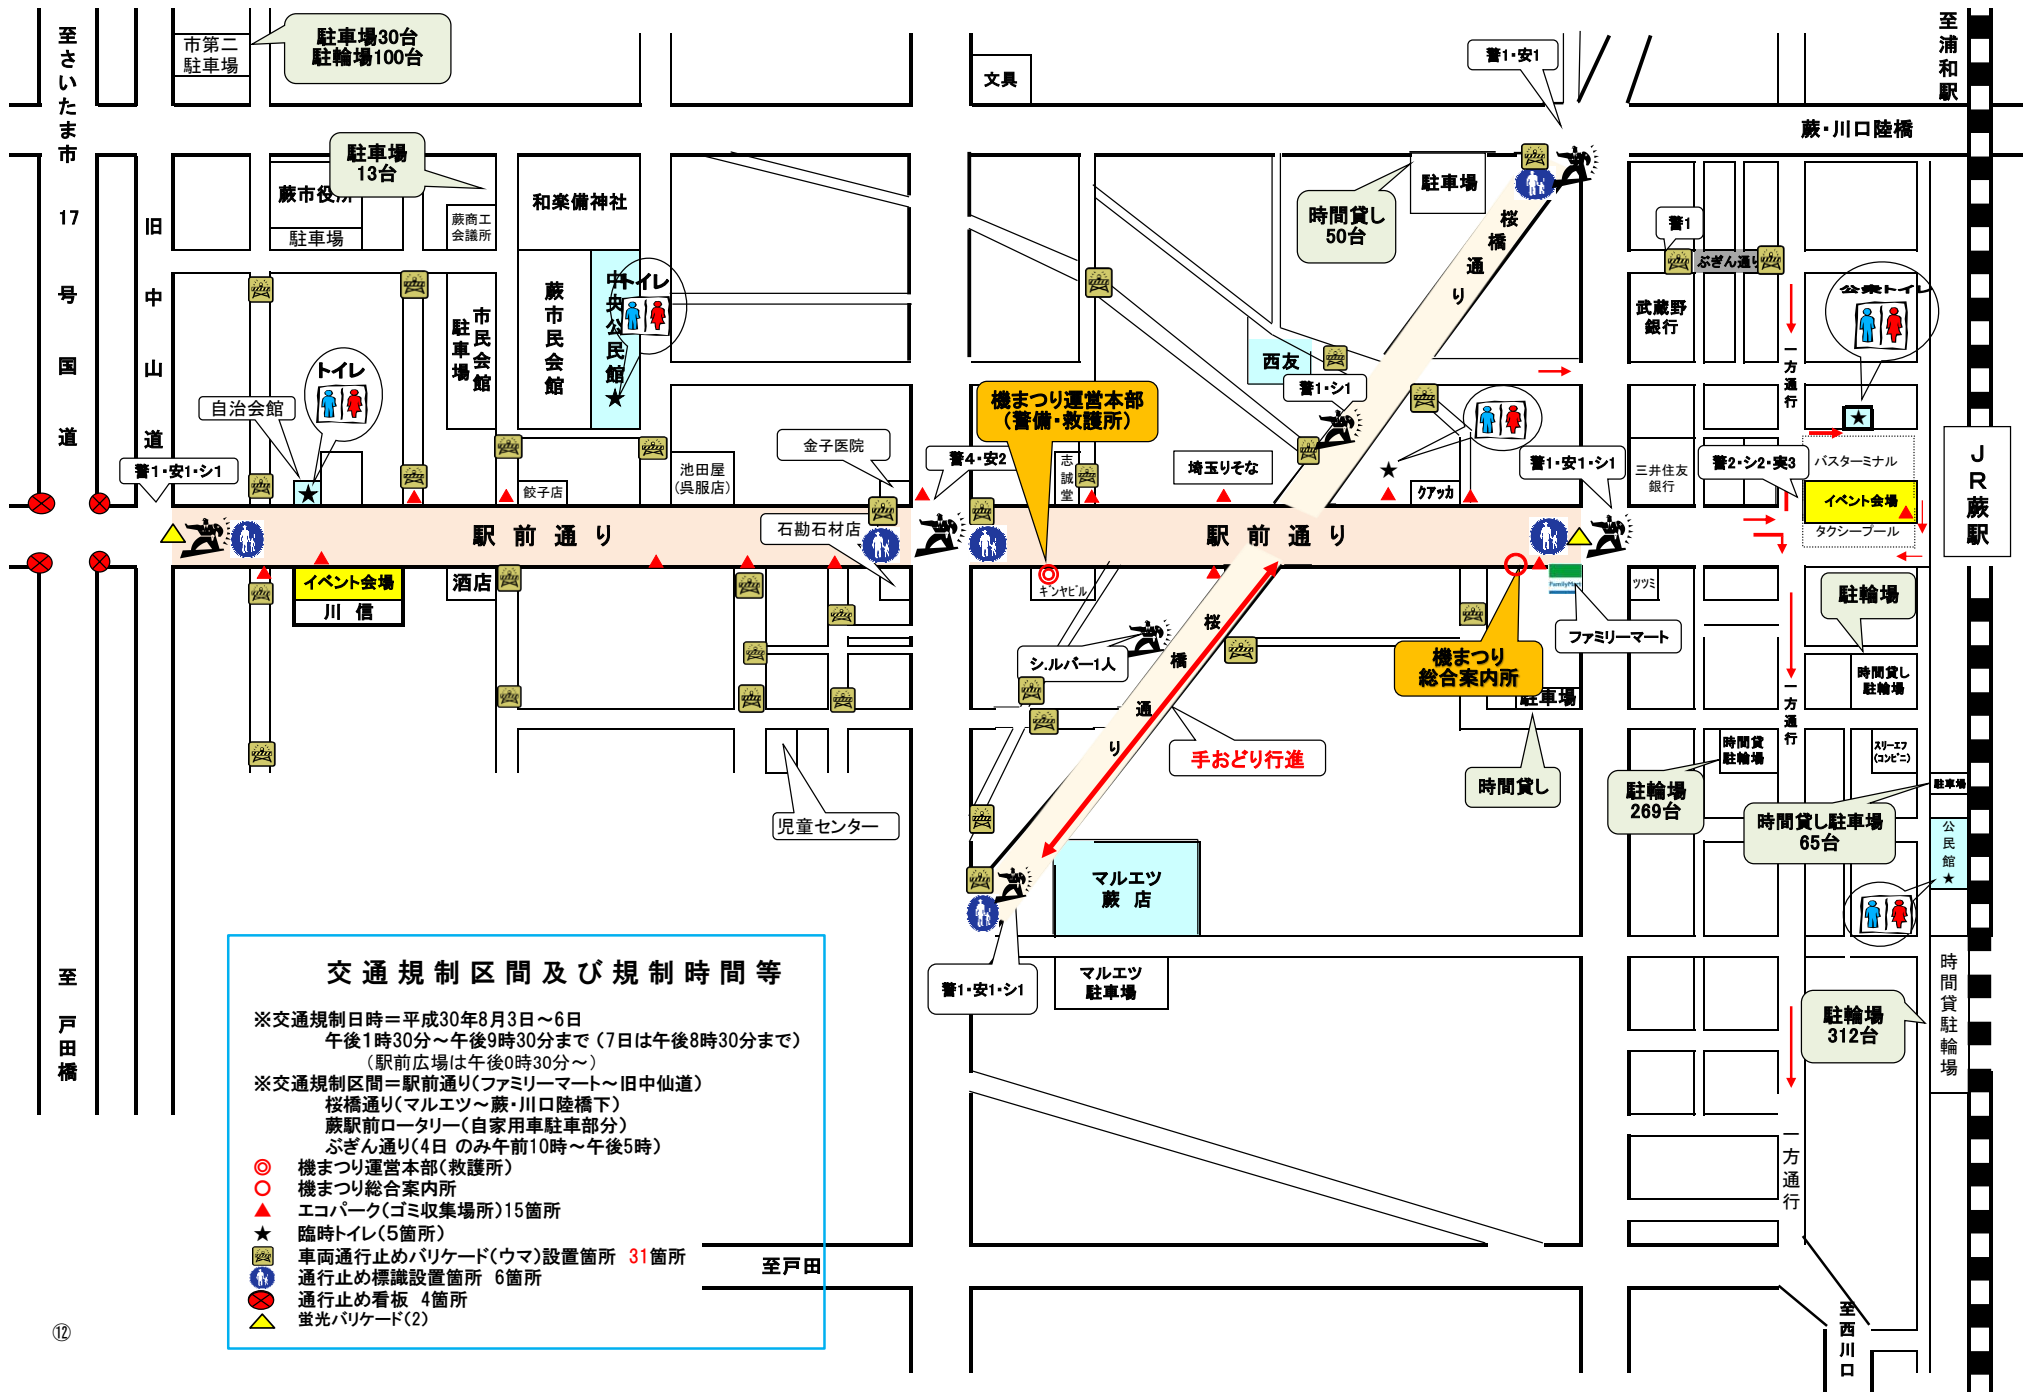 至さいたま市
17号国道
至戸田橋
旧中山道
市第二
駐車場
駐車場30台
駐輪場100台
文具
警1・安1
至浦和駅
蕨・川口陸橋
蕨市役所
駐車場
駐車場
13台
蕨商工
会議所
和楽備神社
駐車場
時間貸し
50台
桜橋通り
警1
ぶぎん通り
武蔵野
銀行
公衆トイレ
一方通行
市民会館
駐車場
蕨市民会館
中央公民館★
トイレ
トイレ
自治会館
★
西友
警1・シ1
機まつり運営本部
(警備・救護所)
金子医院
警4・安2
志誠堂
埼玉りそな
★
クアッカ
警1・安1・シ1
三井住友
銀行
警2・シ2・実3
★
バスターミナル
イベント会場
タクシープール
JR蕨駅
警1・安1・シ1
餃子店
池田屋
(呉服店)
石勘石材店
駅前通り
駅前通り
イベント会場
川信
酒店
ギンヤビル
FamilyMart
ツツミ
駐輪場
ファミリーマート
シ.ルバー1人
桜橋通り
機まつり
総合案内所
駐車場
時間貸し
手おどり行進
時間貸し
駐輪場
一方通行
時間貸
駐輪場
スリーエフ
(コンビニ)
駐輪場
269台
時間貸し駐車場
65台
駐車場
公民館★
児童センター
マルエツ
蕨店
マルエツ
駐車場
警1・安1・シ1
駐輪場
312台
時間貸駐輪場
一方通行
至戸田
至西川口
交通規制区間及び規制時間等
※交通規制日時＝平成30年8月3日～6日
午後1時30分～午後9時30分まで（7日は午後8時30分まで）
（駅前広場は午後0時30分～）
※交通規制区間＝駅前通り(ファミリーマート～旧中仙道)
桜橋通り(マルエツ～蕨・川口陸橋下)
蕨駅前ロータリー(自家用車駐車部分)
ぶぎん通り(4日 のみ午前10時～午後5時)
◎ 機まつり運営本部(救護所)
○ 機まつり総合案内所
▲ エコパーク(ゴミ収集場所)15箇所
★ 臨時トイレ(5箇所)
車両通行止めバリケード(ウマ)設置箇所 31箇所
通行止め標識設置箇所 6箇所
通行止め看板 4箇所
蛍光バリケード(2)
⑫